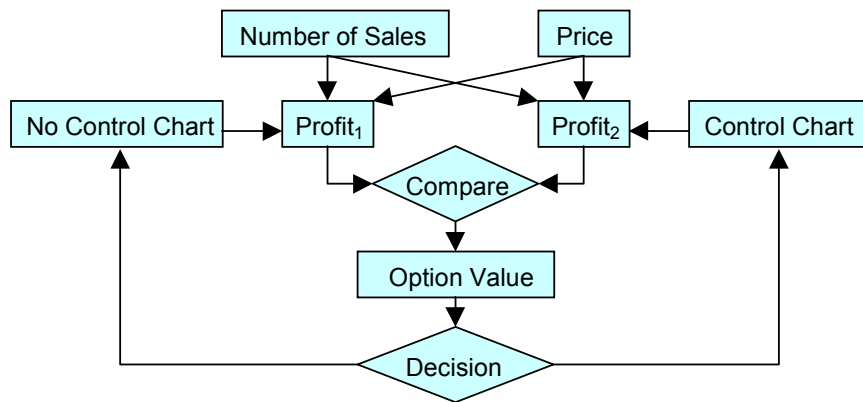 Number of Sales
Price
No Control Chart
Profit₁
Profit₂
Control Chart
Compare
Option Value
Decision